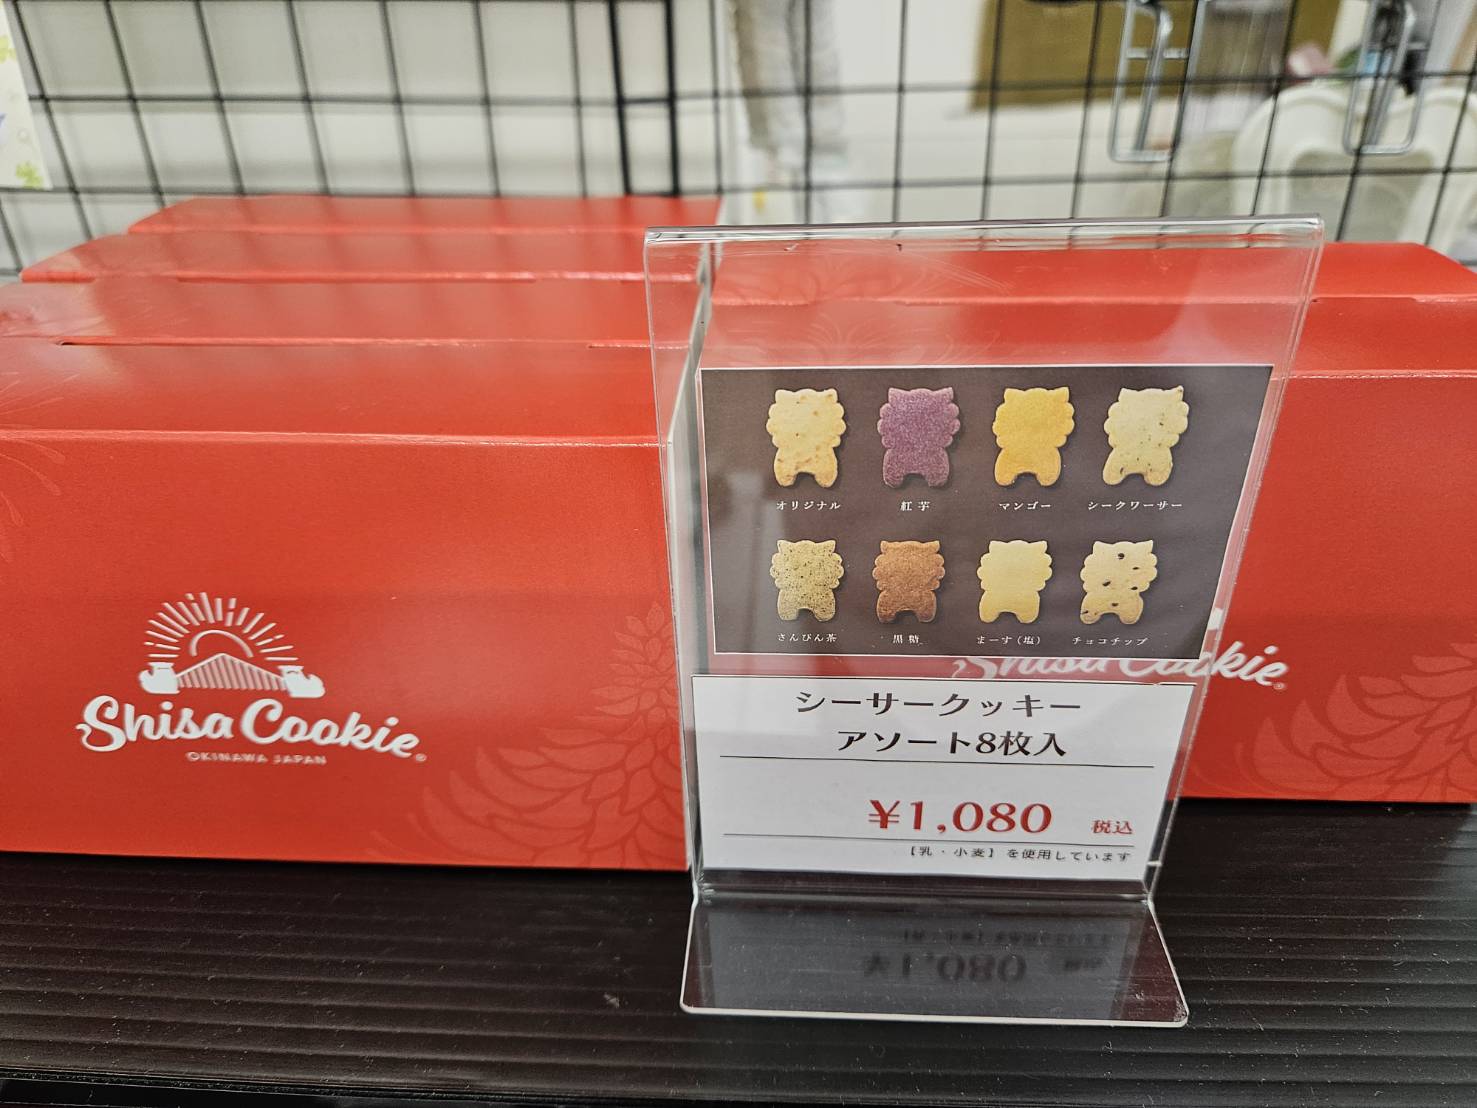 Shisa Cookie®
OKINAWA JAPAN
オリジナル 紅芋 マンゴー シークワーサー
さんぴん茶 黒糖 まーす(塩) チョコチップ
Shisa Cookie®
シーサークッキー
アソート8枚入
¥1,080 税込
【乳・小麦】を使用しています